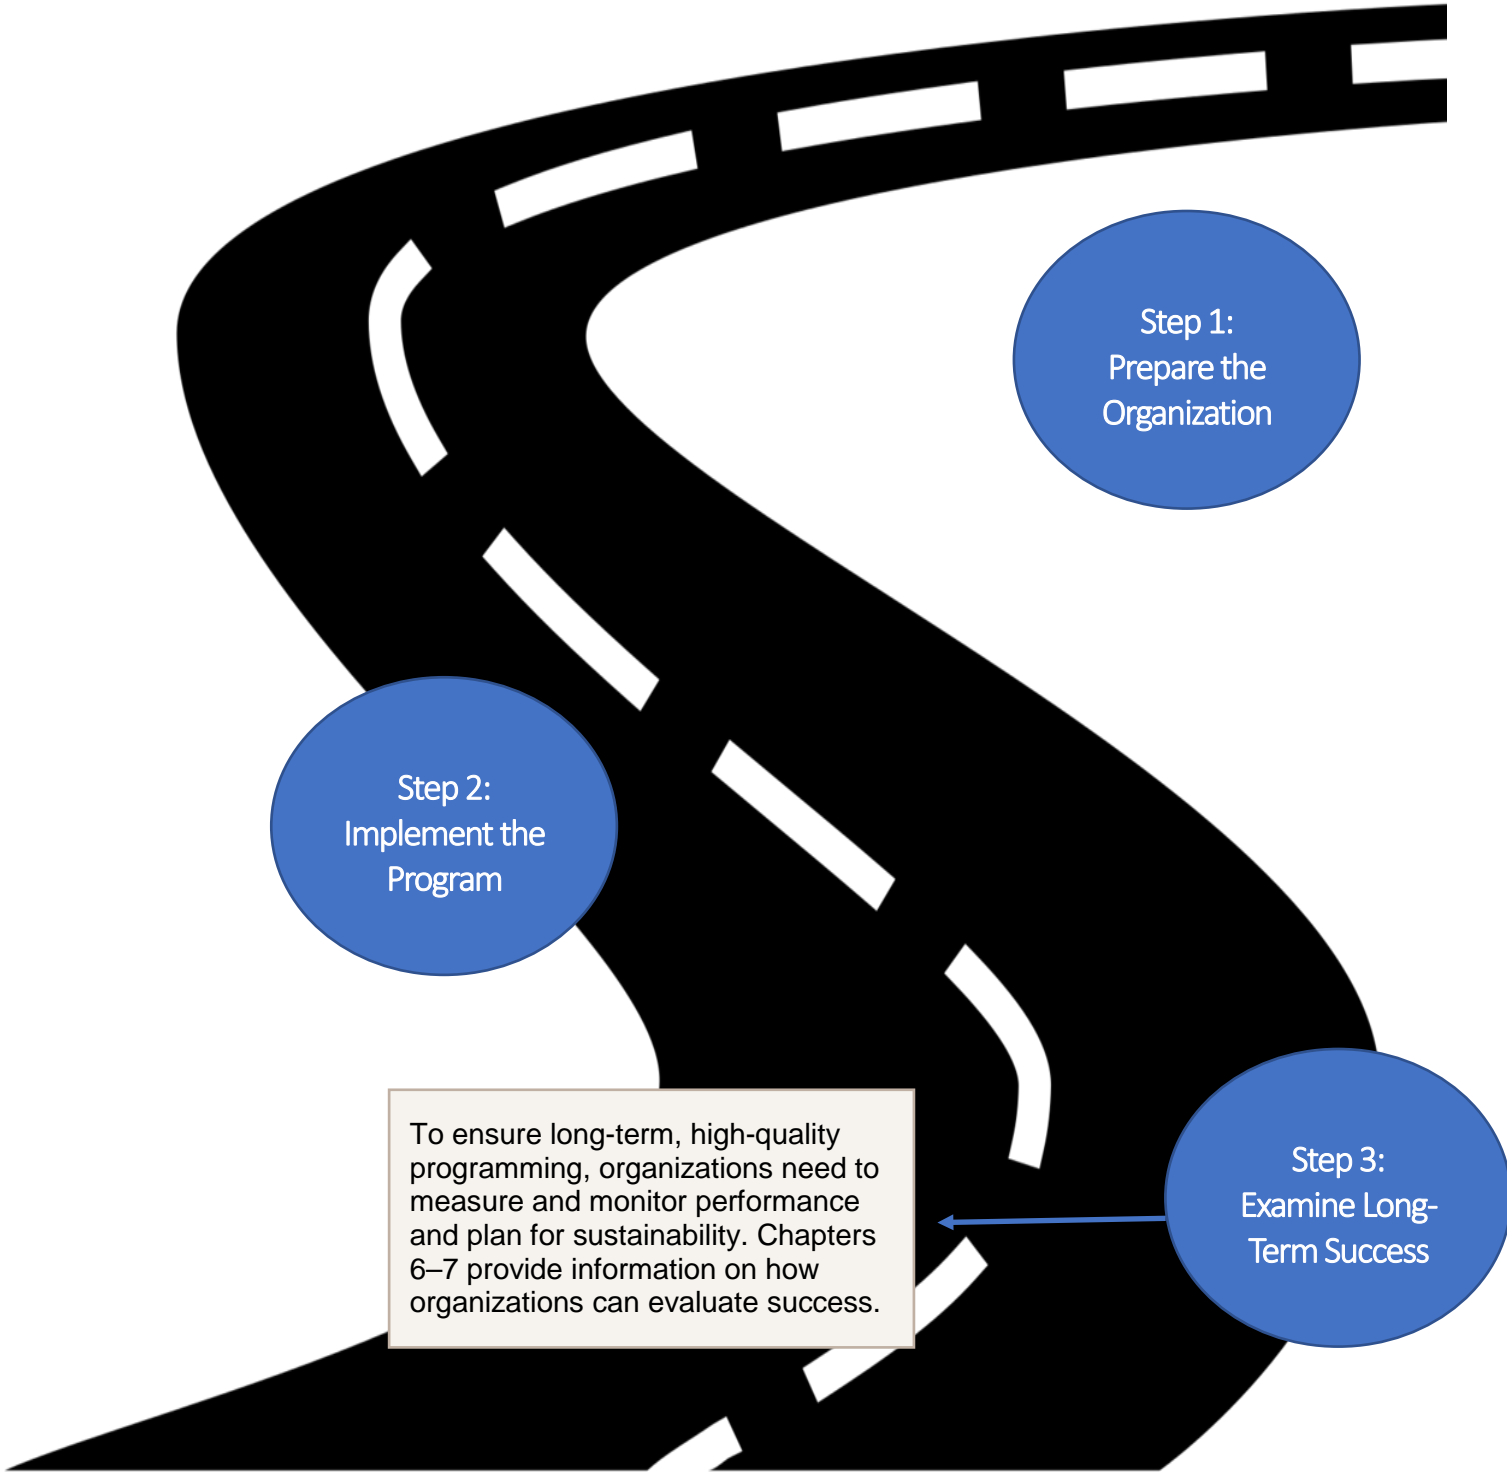 Step 1:
Prepare the
Organization
Step 2:
Implement the
Program
To ensure long-term, high-quality
programming, organizations need to
measure and monitor performance
and plan for sustainability. Chapters
6–7 provide information on how
organizations can evaluate success.
Step 3:
Examine Long-
Term Success